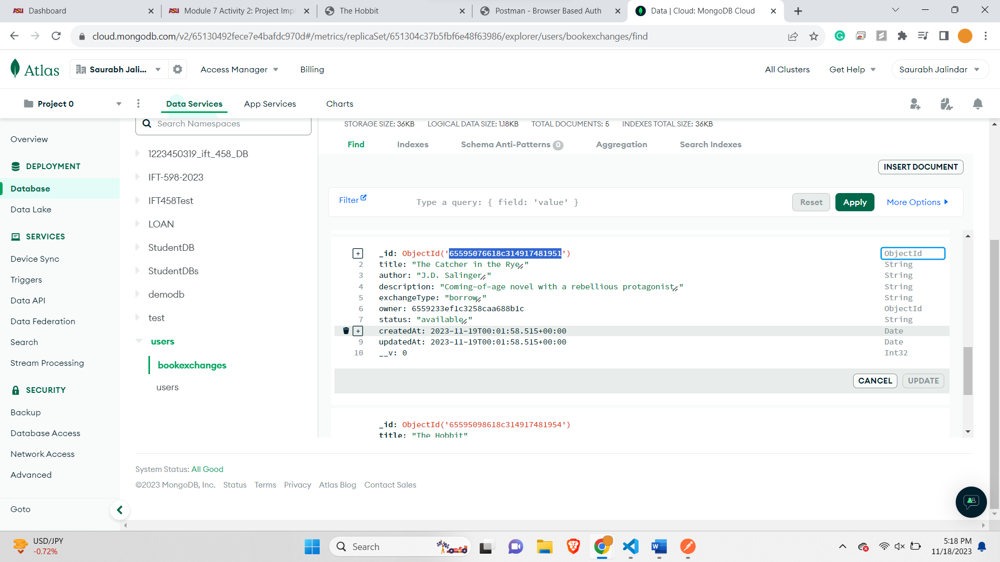 Dashboard
Module 7 Activity 2: Project Impl
The Hobbit
Postman - Browser Based Auth
Data | Cloud: MongoDB Cloud
cloud.mongodb.com/v2/65130492fece7e4bafdc970d#/metrics/replicaSet/651304c37b5fbf6e48f63986/explorer/users/bookexchanges/find
Atlas
Saurabh Jali...
Access Manager
Billing
All Clusters
Get Help
Saurabh Jalindar
Project 0
Data Services
App Services
Charts
Search Namespaces
STORAGE SIZE: 36KB LOGICAL DATA SIZE: 1.18KB TOTAL DOCUMENTS: 5 INDEXES TOTAL SIZE: 36KB
Find
Indexes
Schema Anti-Patterns 0
Aggregation
Search Indexes
INSERT DOCUMENT
Filter
Type a query: { field: 'value' }
Reset
Apply
More Options
Overview
DEPLOYMENT
Database
Data Lake
SERVICES
Device Sync
Triggers
Data API
Data Federation
Search
Stream Processing
SECURITY
Backup
Database Access
Network Access
Advanced
Goto
1223450319_ift_458_DB
IFT-598-2023
IFT458Test
LOAN
StudentDB
StudentDBs
demodb
test
users
bookexchanges
users
_id: ObjectId('65595076618c314917481951') ObjectId
2 title: "The Catcher in the Rye" String
3 author: "J.D. Salinger" String
4 description: "Coming-of-age novel with a rebellious protagonist" String
5 exchangeType: "borrow" String
6 owner: 6559233ef1c3258caa688b1c ObjectId
7 status: "available" String
createdAt: 2023-11-19T00:01:58.515+00:00 Date
9 updatedAt: 2023-11-19T00:01:58.515+00:00 Date
10 __v: 0 Int32
CANCEL
UPDATE
_id: ObjectId('65595098618c314917481954')
title: "The Hobbit"
System Status: All Good
©2023 MongoDB, Inc. Status Terms Privacy Atlas Blog Contact Sales
USD/JPY
-0.72%
Search
5:18 PM
11/18/2023